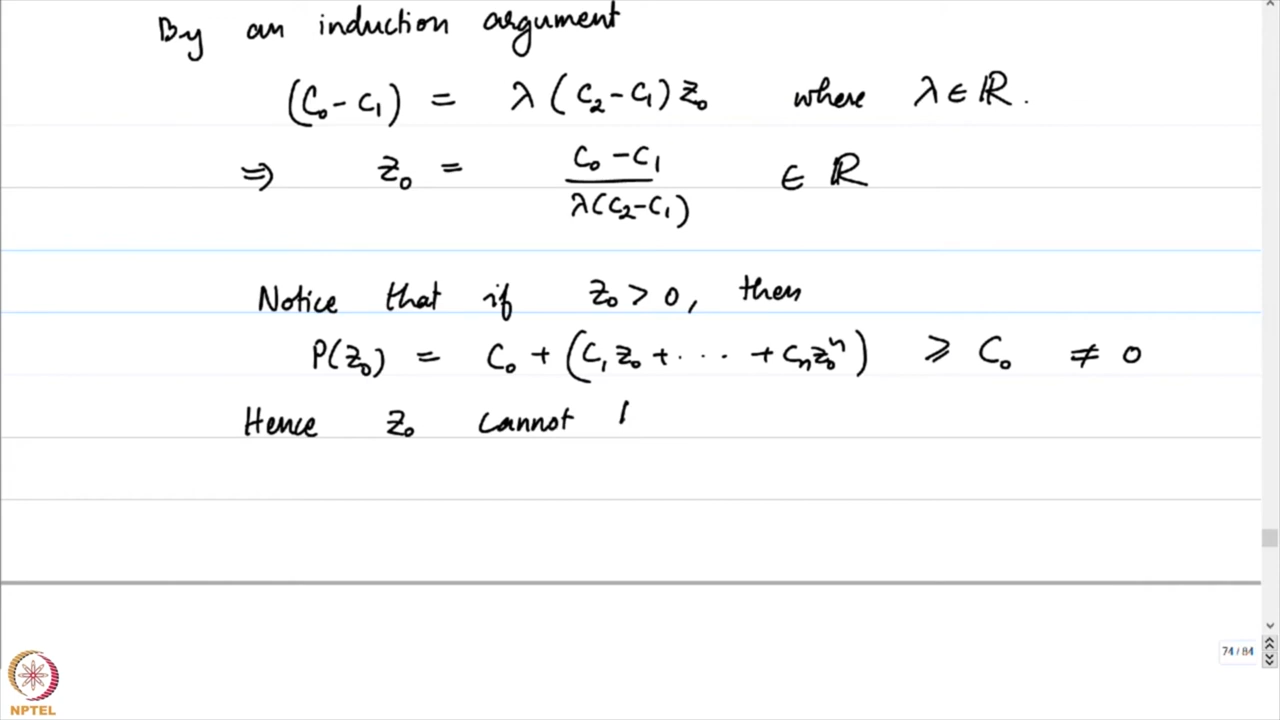 By an induction argument
(C₀ - C₁) = λ (C₂ - C₁) Z₀ where λ ∈ ℝ.
⇒ Z₀ = (C₀ - C₁) / (λ(C₂ - C₁)) ∈ ℝ
Notice that if Z₀ > 0, then
P(Z₀) = C₀ + (C₁ Z₀ + ⋯ + Cₙ Z₀ⁿ) ⩾ C₀ ≠ 0
Hence Z₀ cannot
74 / 84
NPTEL